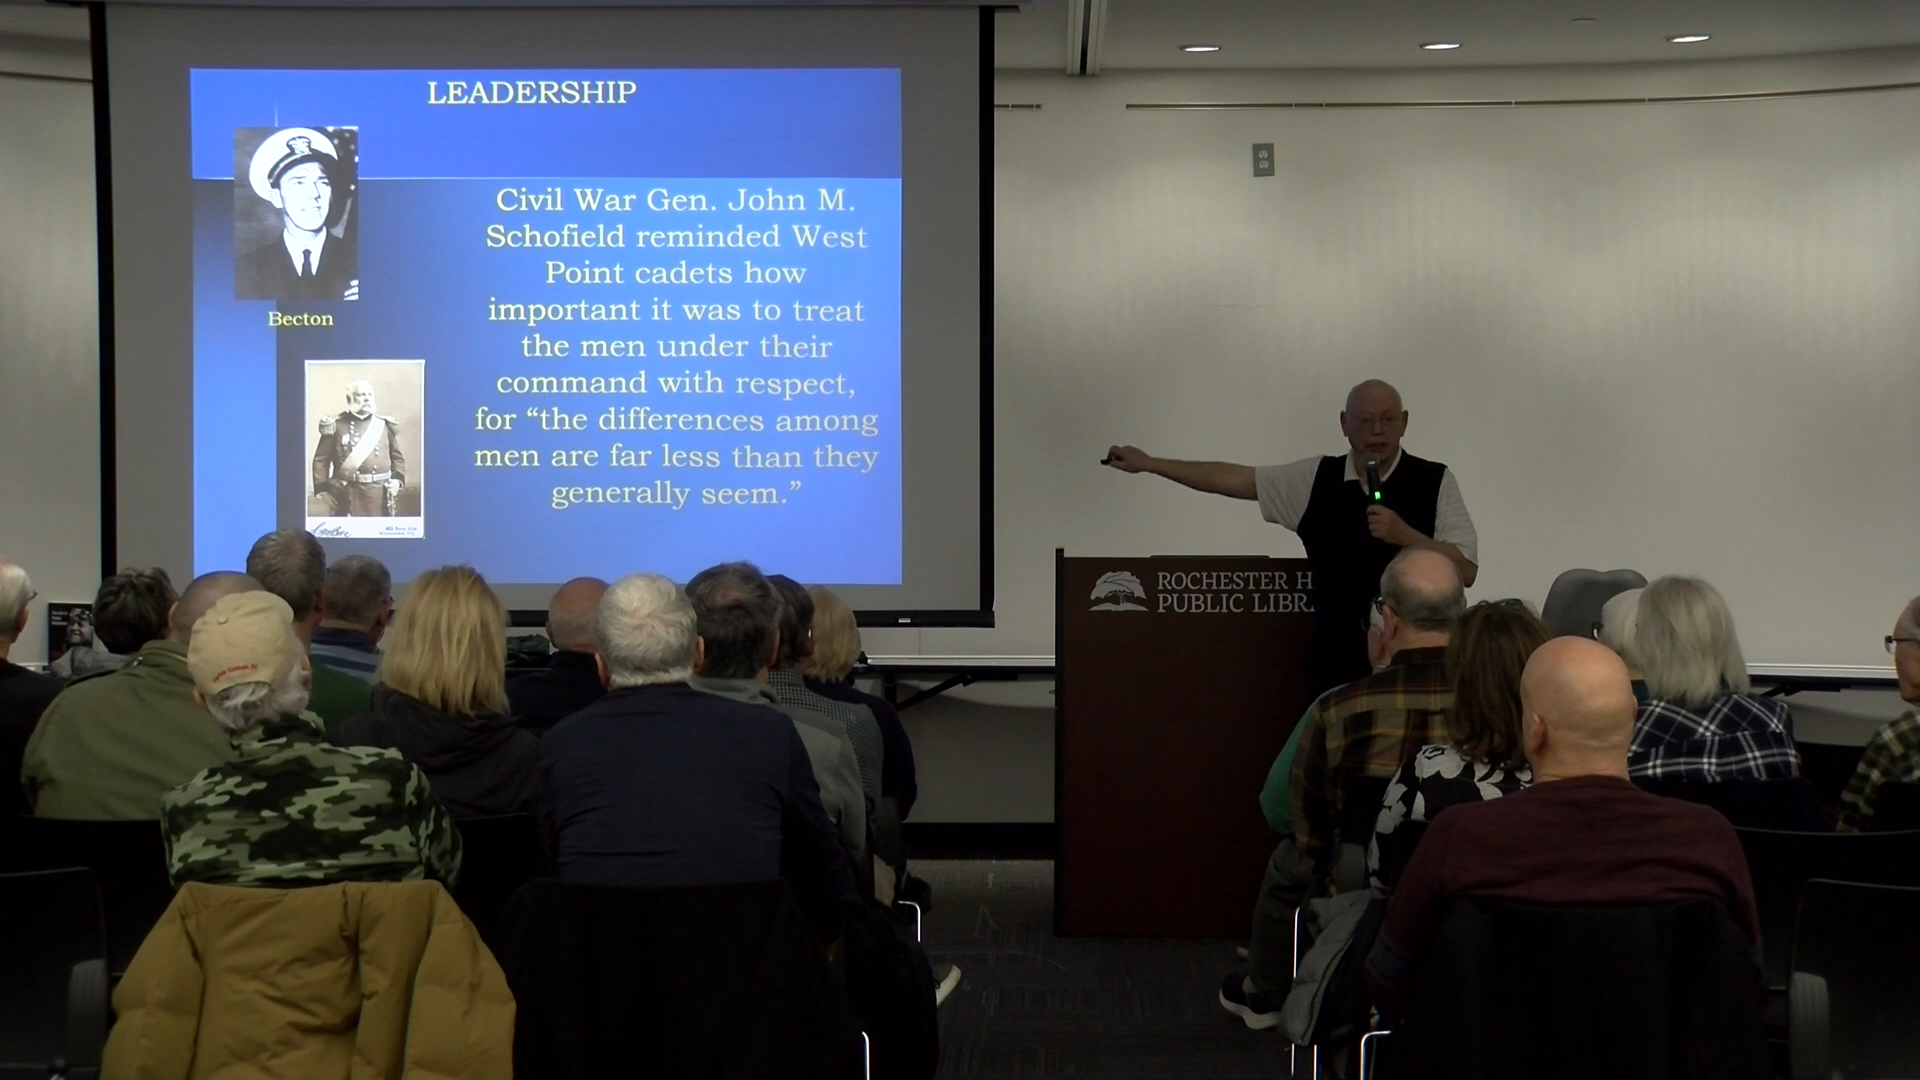 LEADERSHIP
Civil War Gen. John M.
Schofield reminded West
Point cadets how
important it was to treat
the men under their
command with respect,
for “the differences among
men are far less than they
generally seem.”
Becton
ROCHESTER H
PUBLIC LIBR